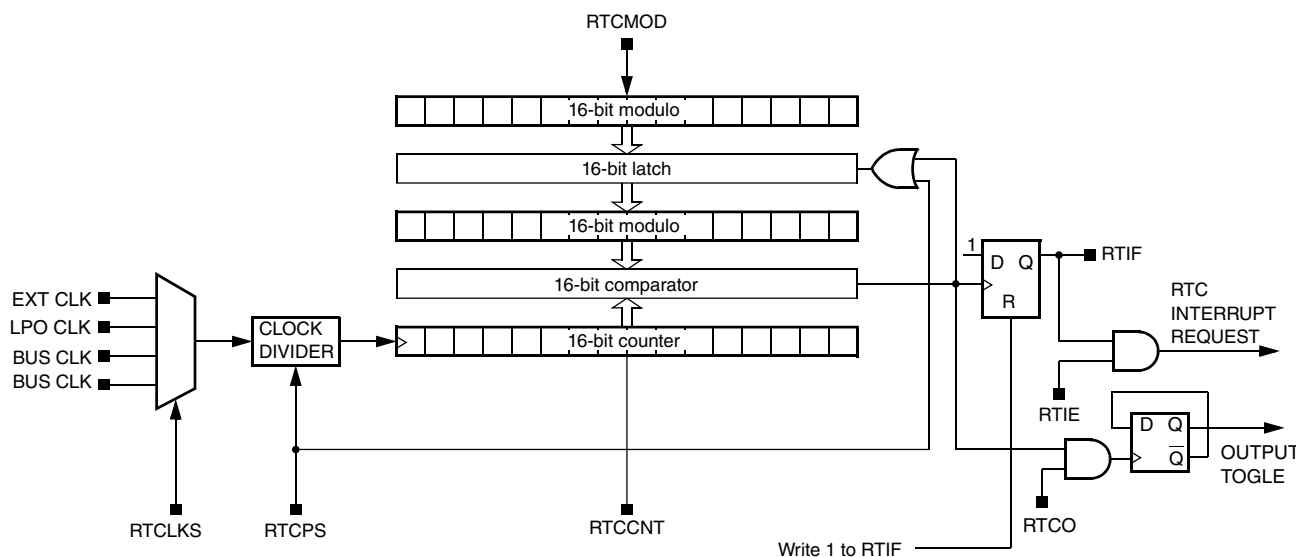 RTCMOD
16-bit modulo
16-bit latch
16-bit modulo
16-bit comparator
16-bit counter
EXT CLK
LPO CLK
BUS CLK
BUS CLK
CLOCK
DIVIDER
RTCLKS
RTCPS
RTCCNT
1
D Q
R
RTIF
RTC
INTERRUPT
REQUEST
RTIE
D Q
Q
OUTPUT
TOGLE
RTCO
Write 1 to RTIF